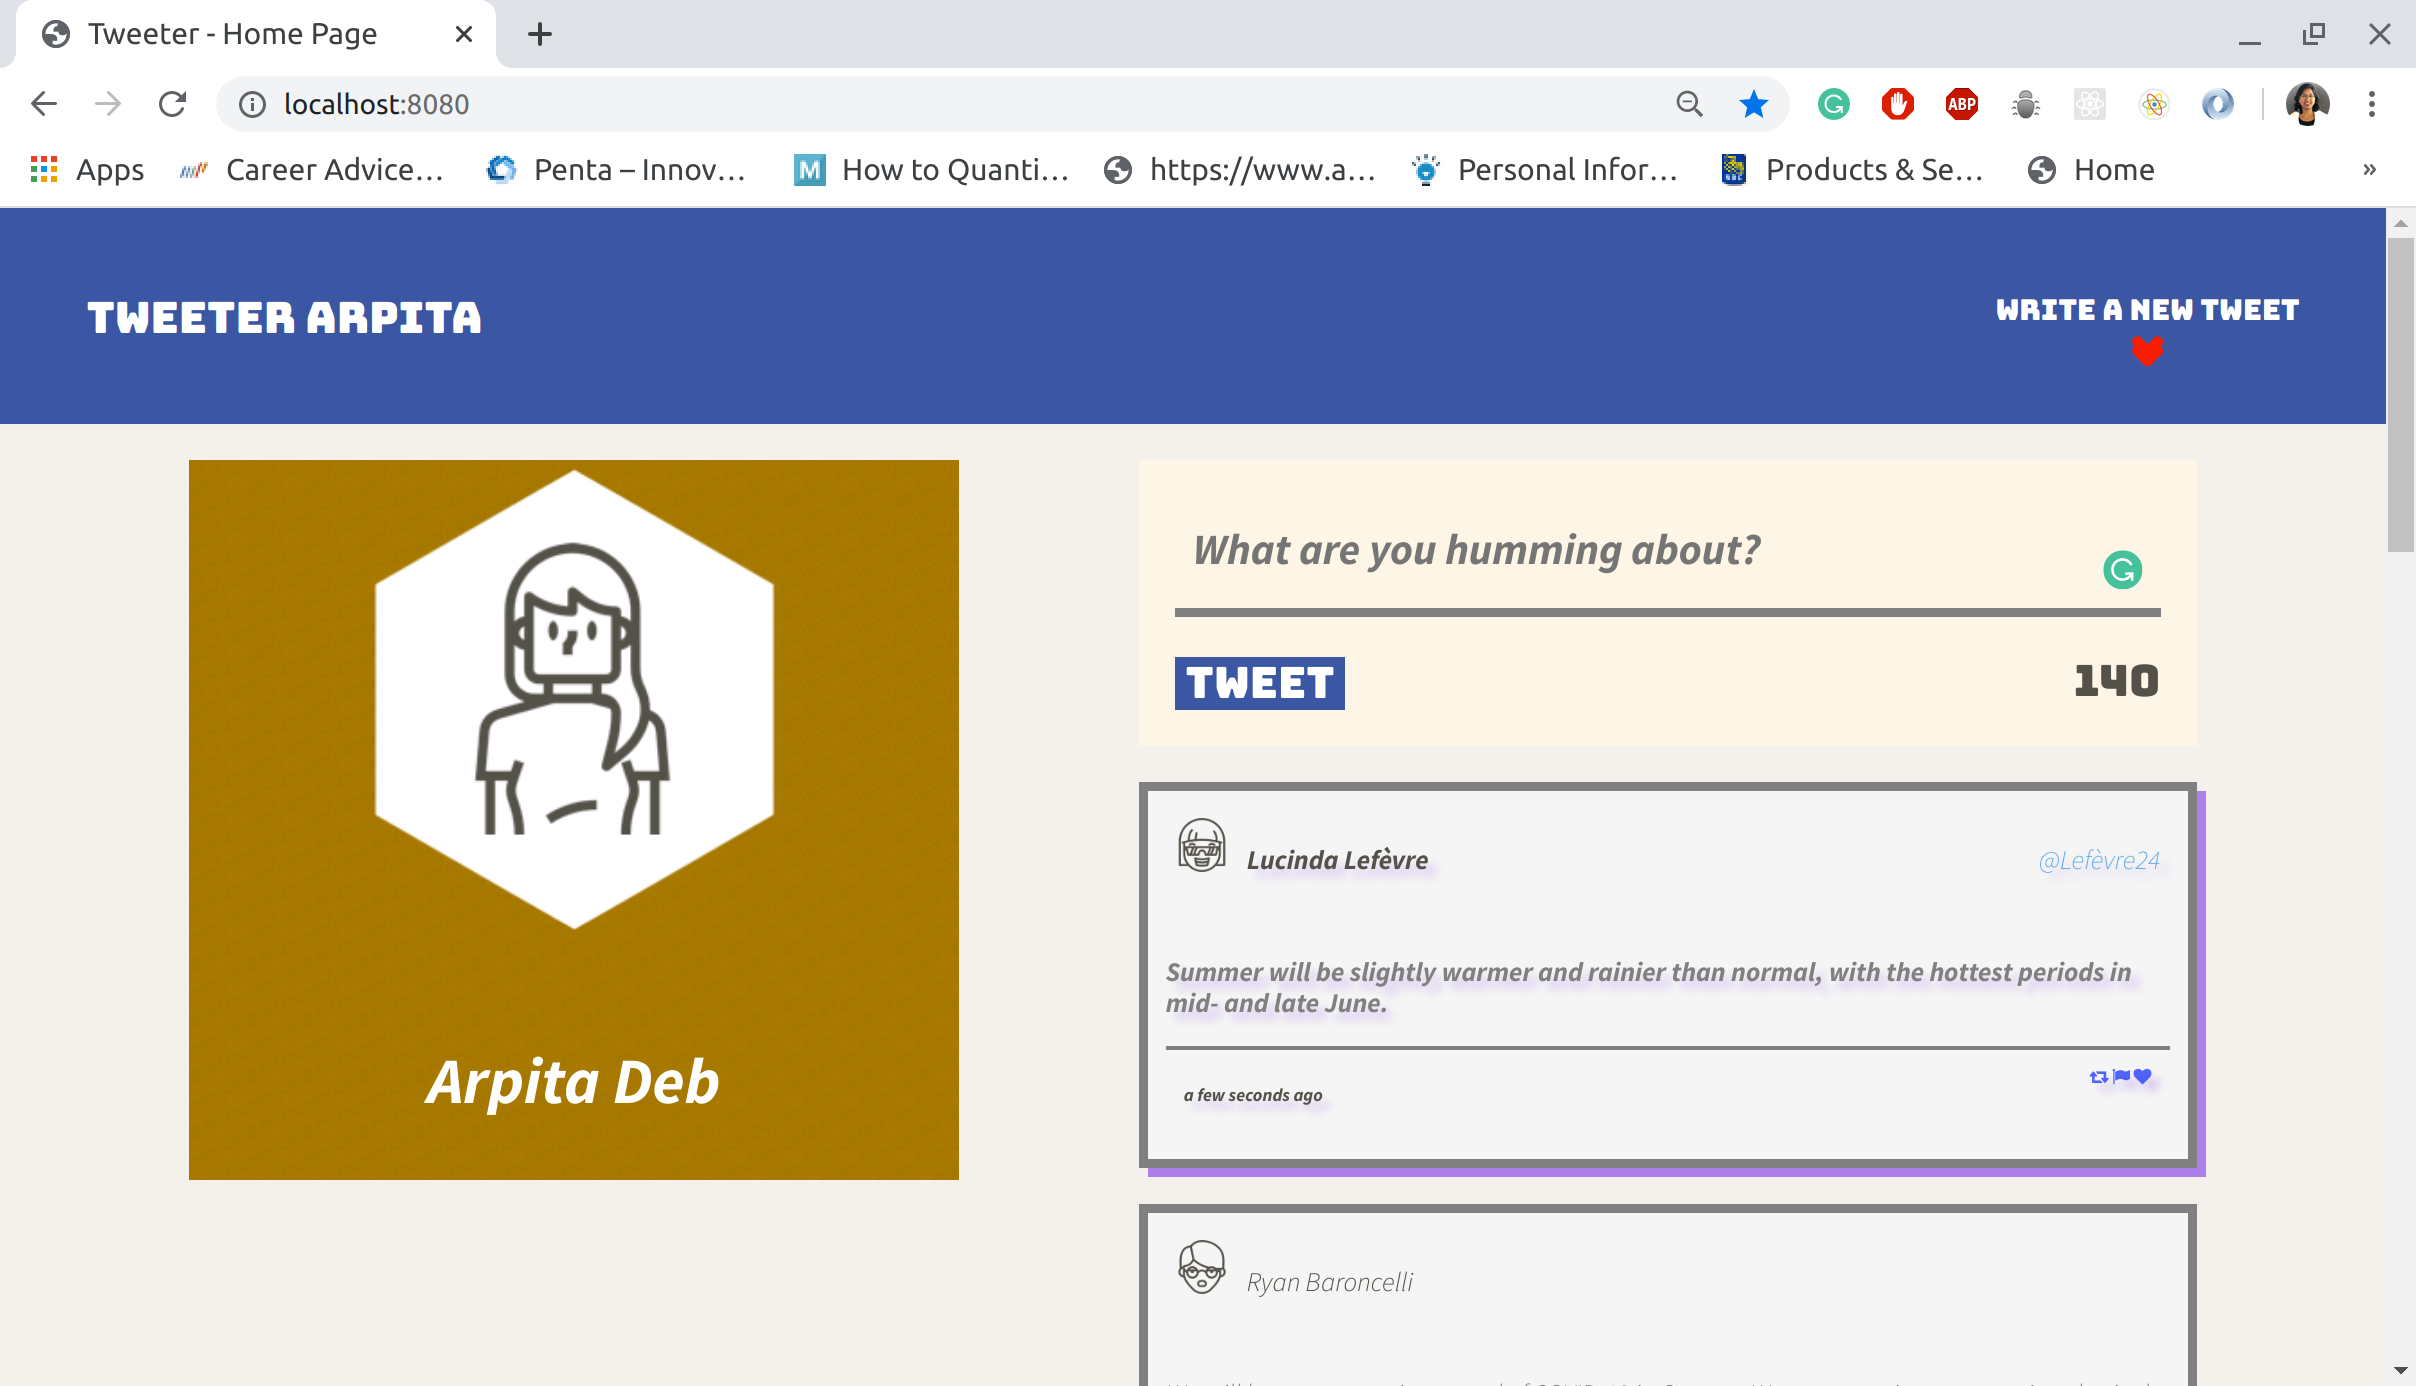 Tweeter - Home Page
localhost:8080
ABP
Apps
Career Advice...
Penta – Innov...
M
How to Quanti...
https://www.a...
Personal Infor...
Products & Se...
Home
»
TWEETER ARPITA
WRITE A NEW TWEET
What are you humming about?
TWEET
140
Arpita Deb
Lucinda Lefèvre
@Lefèvre24
Summer will be slightly warmer and rainier than normal, with the hottest periods in
mid- and late June.
a few seconds ago
Ryan Baroncelli